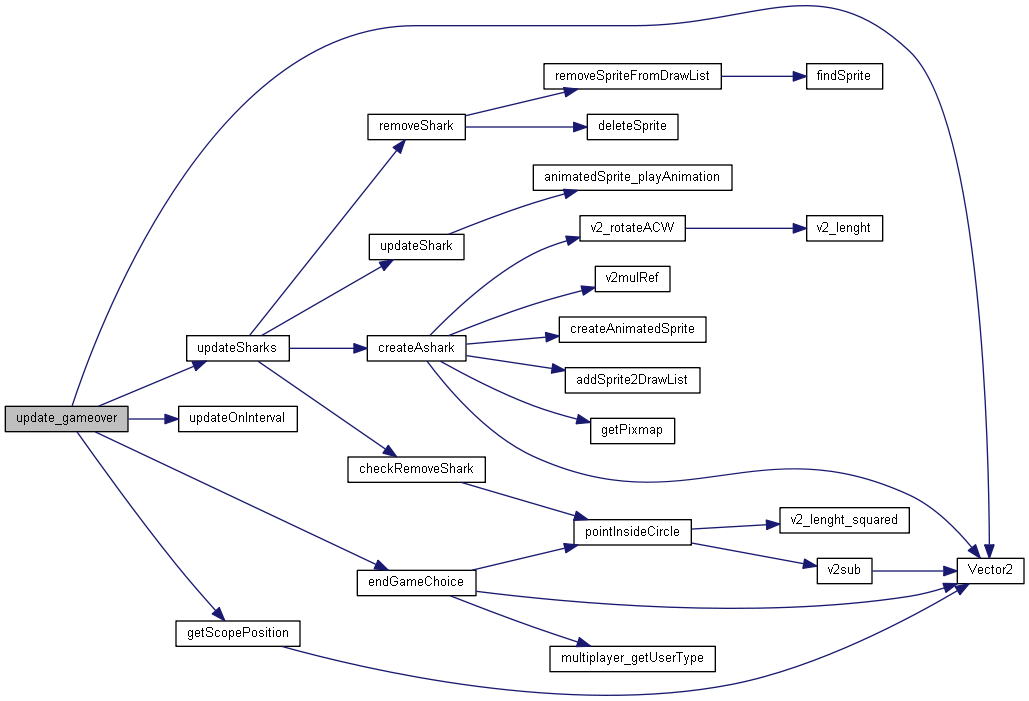 removeSpriteFromDrawList
findSprite
removeShark
deleteSprite
animatedSprite_playAnimation
v2_rotateACW
v2_lenght
updateShark
v2mulRef
createAnimatedSprite
updateSharks
createAshark
addSprite2DrawList
update_gameover
updateOnInterval
getPixmap
checkRemoveShark
v2_lenght_squared
pointInsideCircle
v2sub
Vector2
endGameChoice
getScopePosition
multiplayer_getUserType